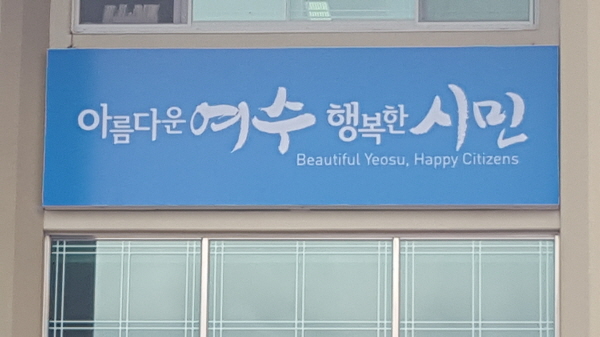 아름다운 여수 행복한 시민
Beautiful Yeosu, Happy Citizens